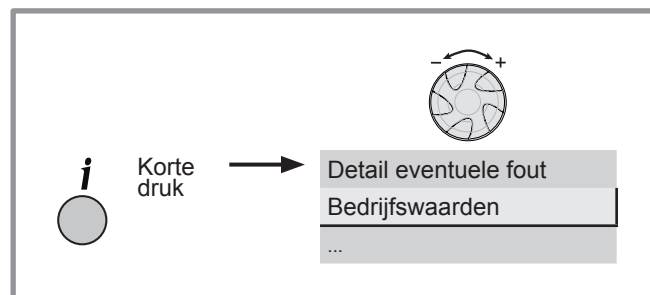 − +
i
Korte
druk
Detail eventuele fout
Bedrijfswaarden
...